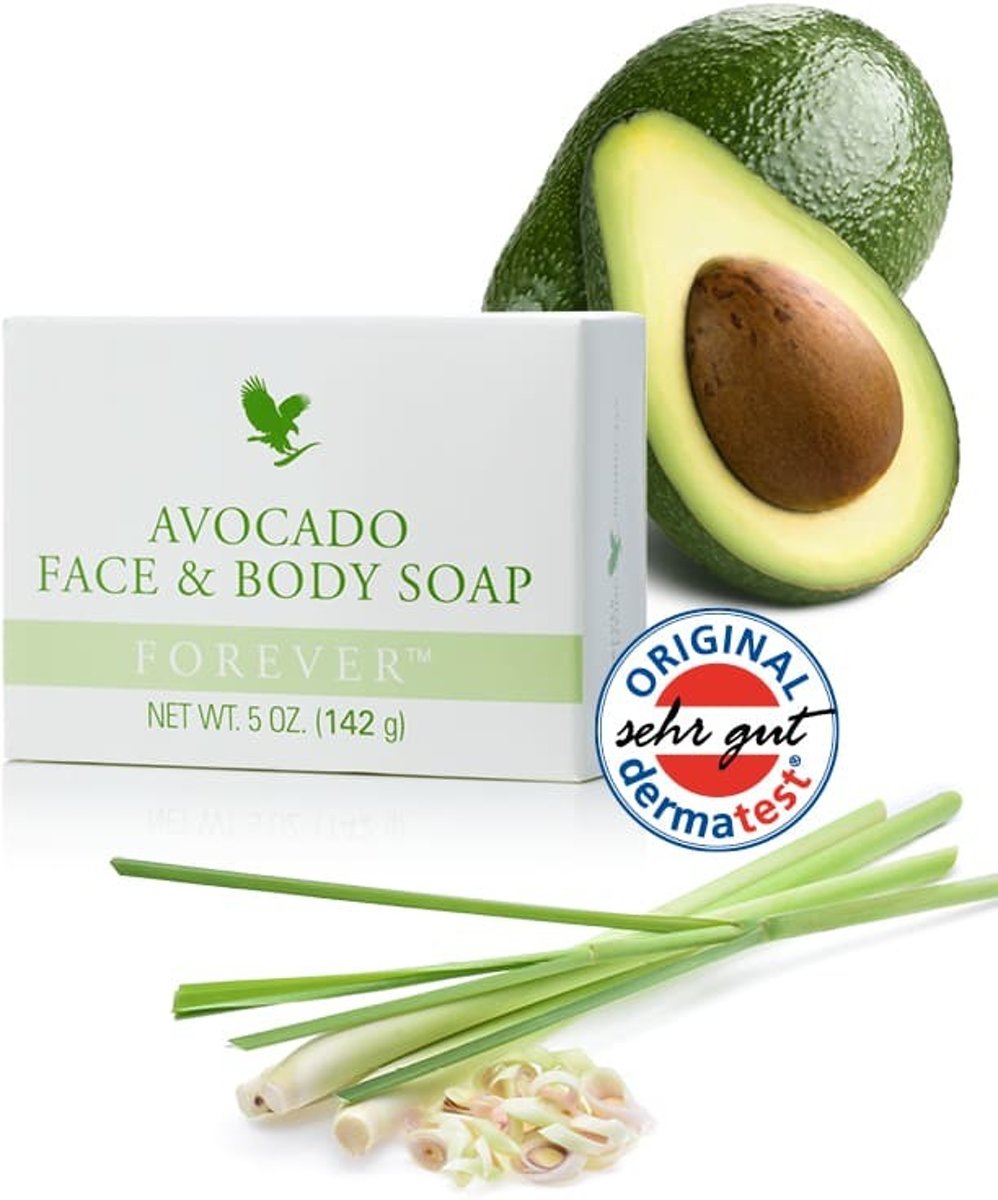 AVOCADO
FACE & BODY SOAP
FOREVER™
NET WT. 5 OZ. (142 g)
ORIGINAL
sehr gut
dermatest®